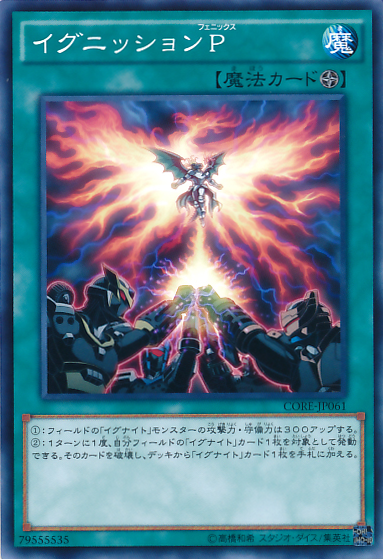 フェニックス
イグニッションP
魔
【魔法カード】
CORE-JP061
①：フィールドの「イグナイト」モンスターの攻撃力・守備力は３００アップする。
②：１ターンに１度、自分フィールドの「イグナイト」カード１枚を対象として発動
できる。そのカードを破壊し、デッキから「イグナイト」カード１枚を手札に加える。
79555535
©高橋和希 スタジオ・ダイス/集英社